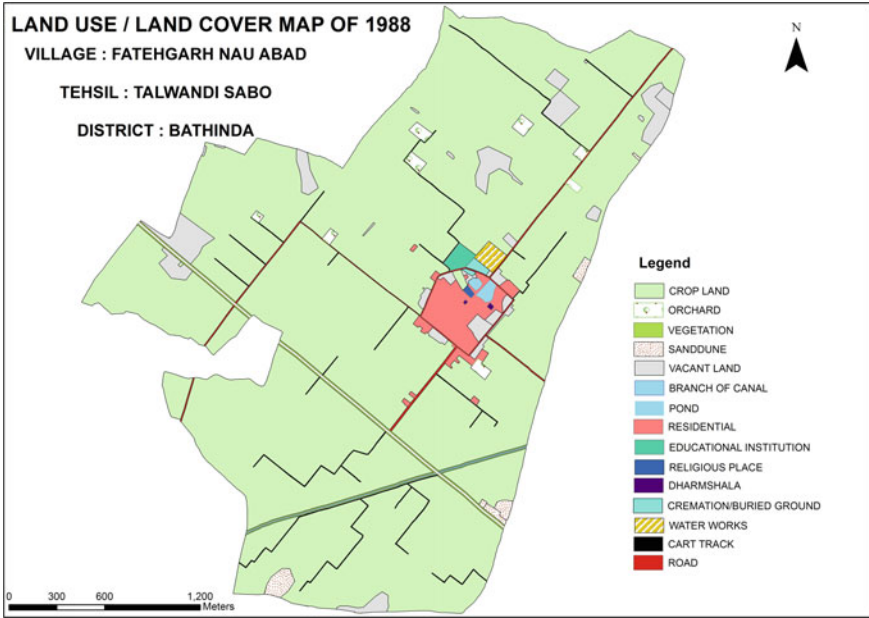 LAND USE / LAND COVER MAP OF 1988
VILLAGE : FATEHGARH NAU ABAD
TEHSIL : TALWANDI SABO
DISTRICT : BATHINDA
N
Legend
CROP LAND
ORCHARD
VEGETATION
SANDDUNE
VACANT LAND
BRANCH OF CANAL
POND
RESIDENTIAL
EDUCATIONAL INSTITUTION
RELIGIOUS PLACE
DHARMSHALA
CREMATION/BURIED GROUND
WATER WORKS
CART TRACK
ROAD
0 300 600 1,200
Meters